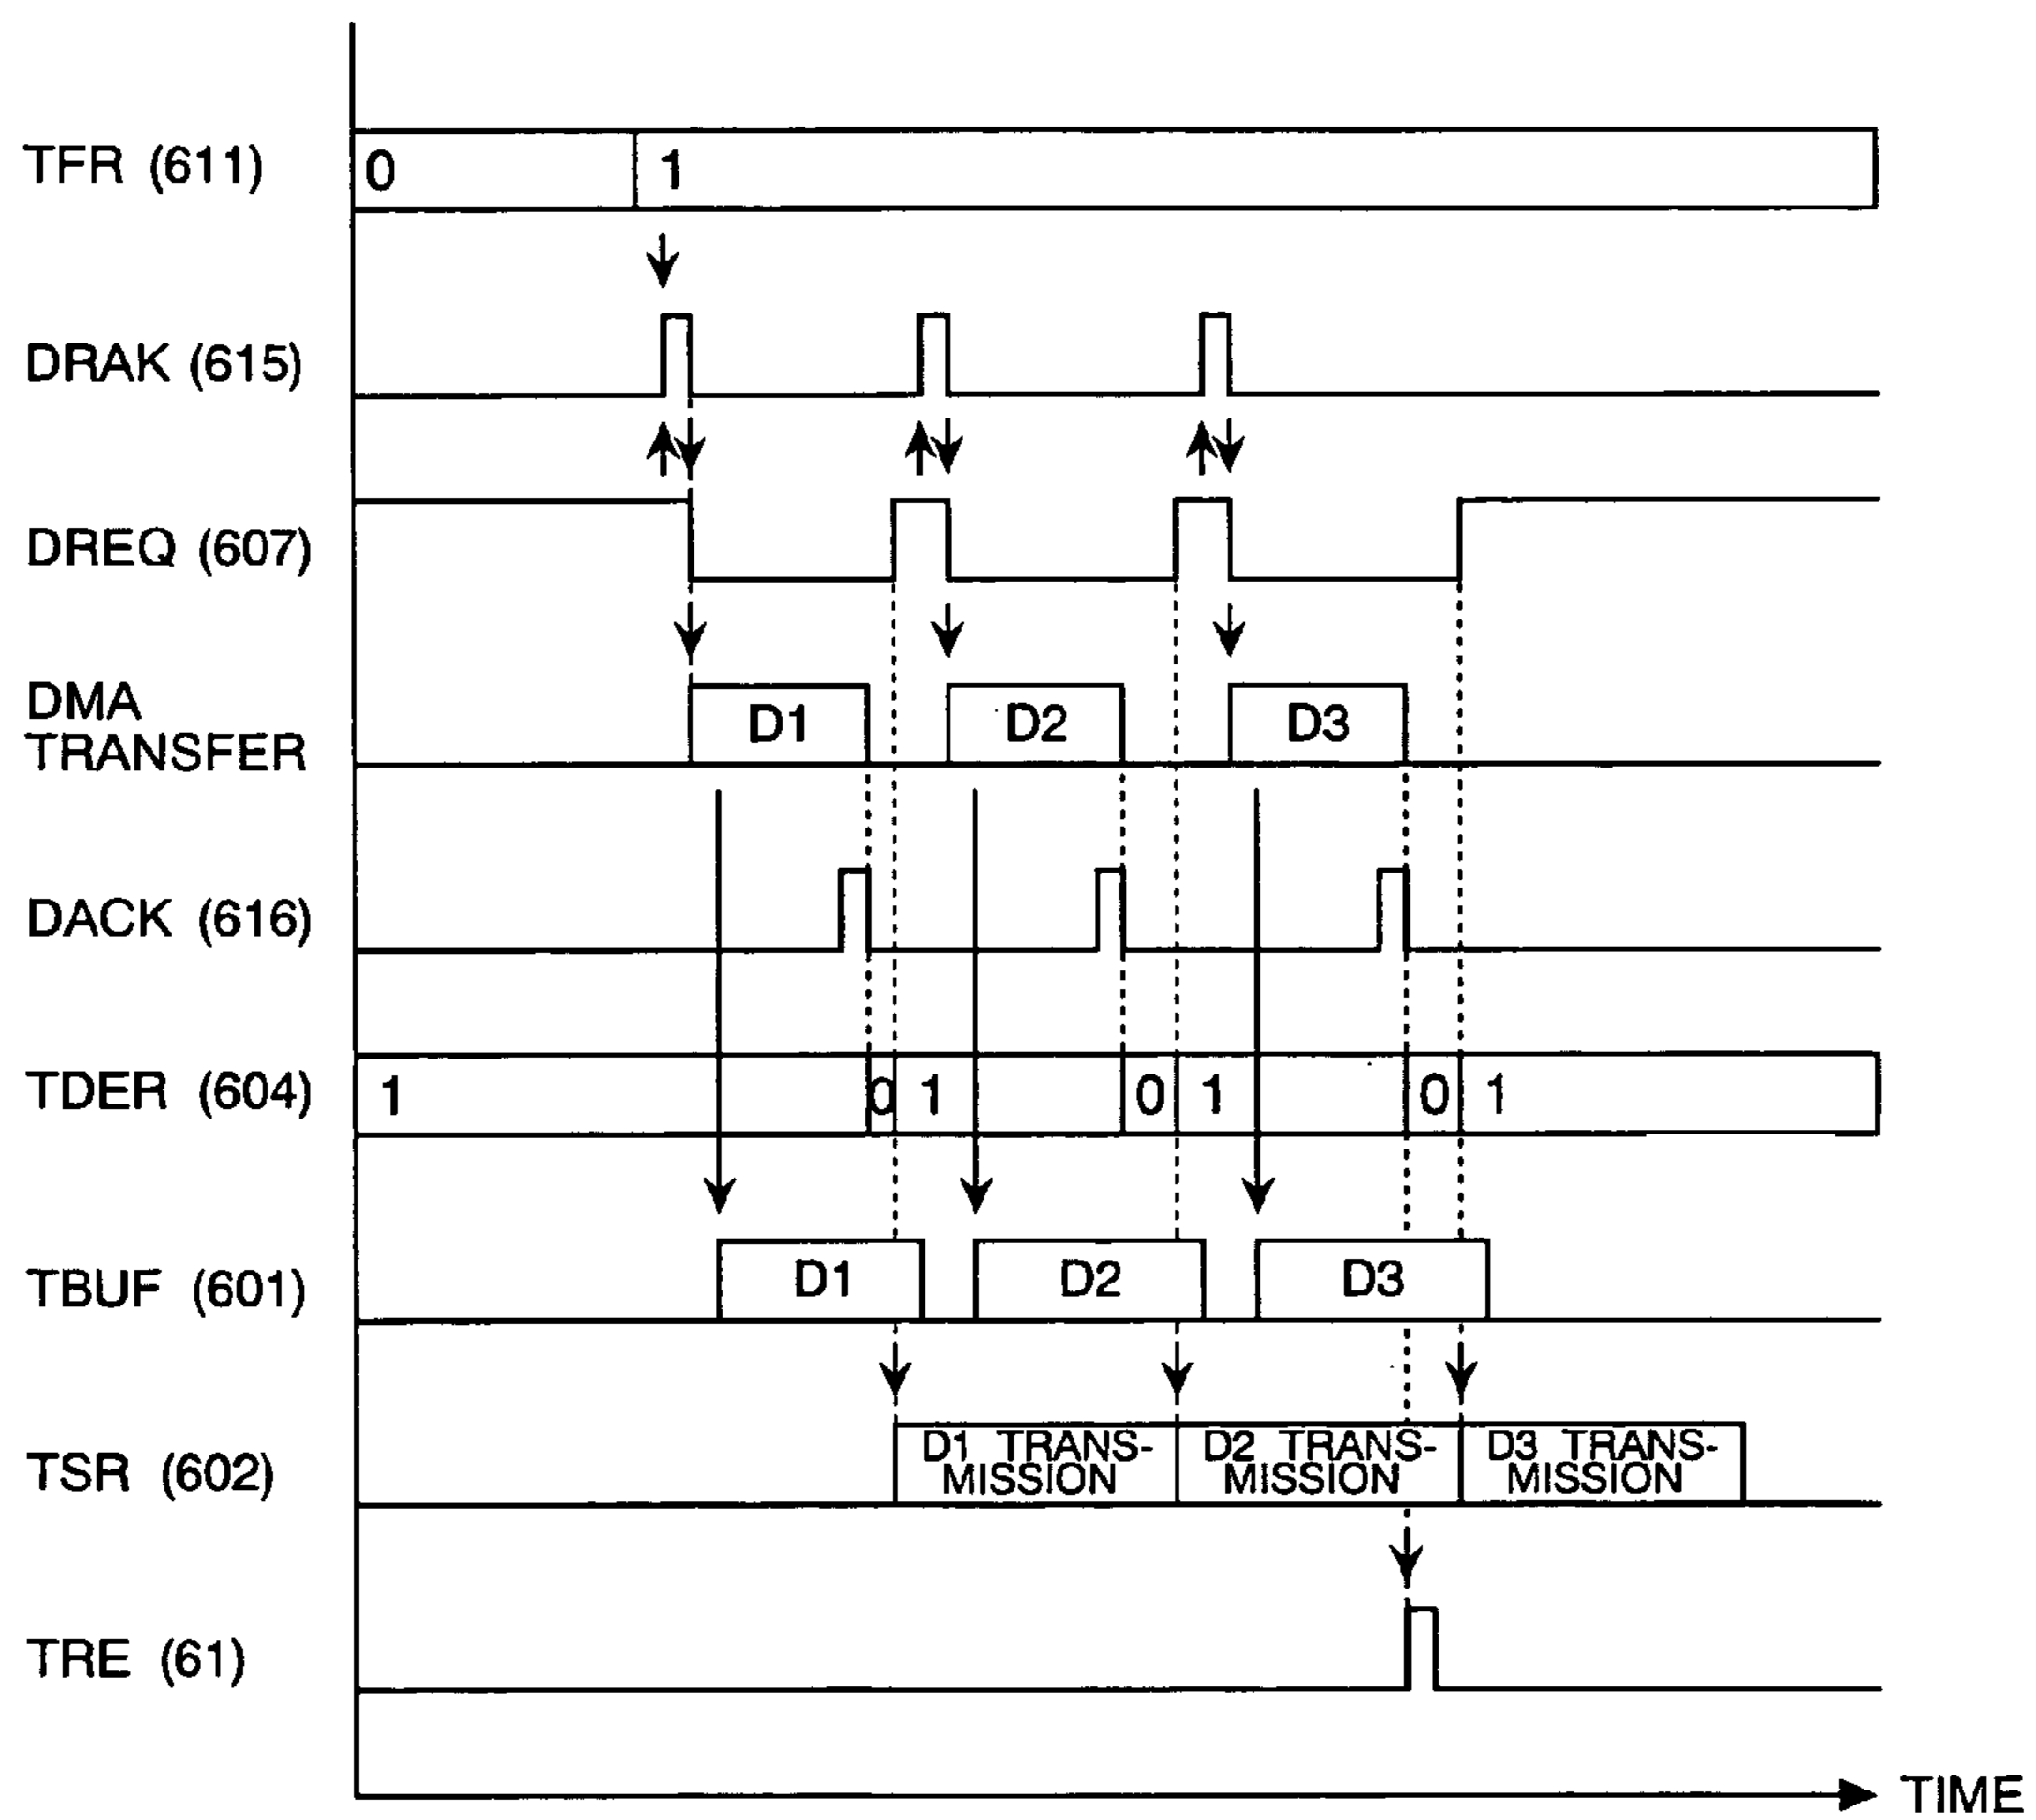 TFR (611) 0 1
DRAK (615)
DREQ (607)
DMA
TRANSFER
D1 D2 D3
DACK (616)
TDER (604) 1 0 1 0 1 0 1
TBUF (601) D1 D2 D3
TSR (602)
D1 TRANS-
MISSION
D2 TRANS-
MISSION
D3 TRANS-
MISSION
TRE (61)
TIME